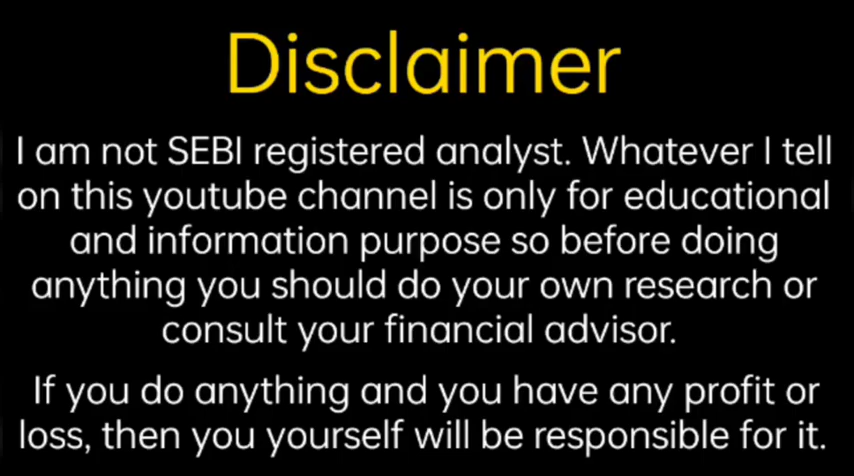 Disclaimer
I am not SEBI registered analyst. Whatever I tell
on this youtube channel is only for educational
and information purpose so before doing
anything you should do your own research or
consult your financial advisor.
If you do anything and you have any profit or
loss, then you yourself will be responsible for it.